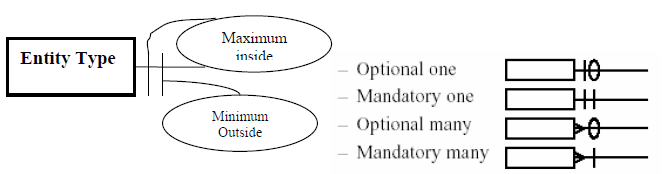 Entity Type
Maximum
inside
Minimum
Outside
– Optional one
– Mandatory one
– Optional many
– Mandatory many